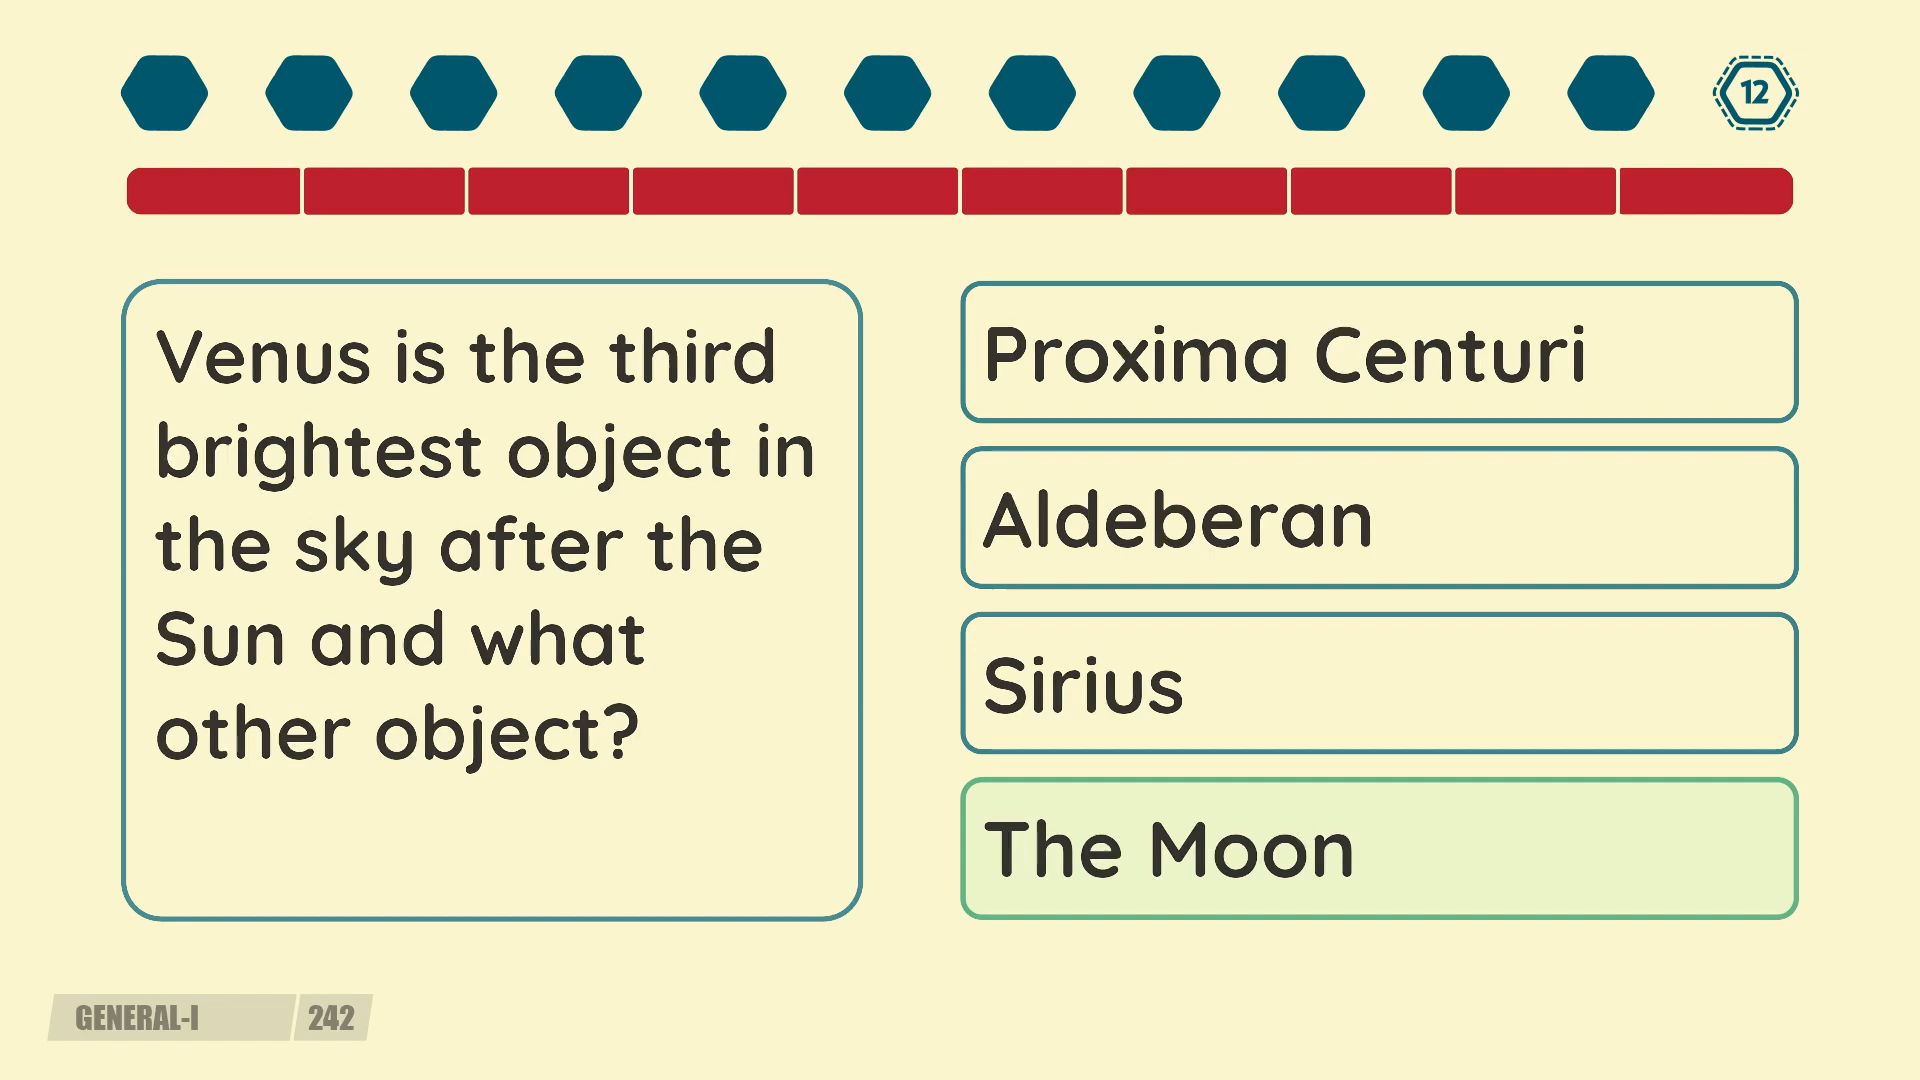 12
Venus is the third
brightest object in
the sky after the
Sun and what
other object?
Proxima Centuri
Aldeberan
Sirius
The Moon
GENERAL-I 242